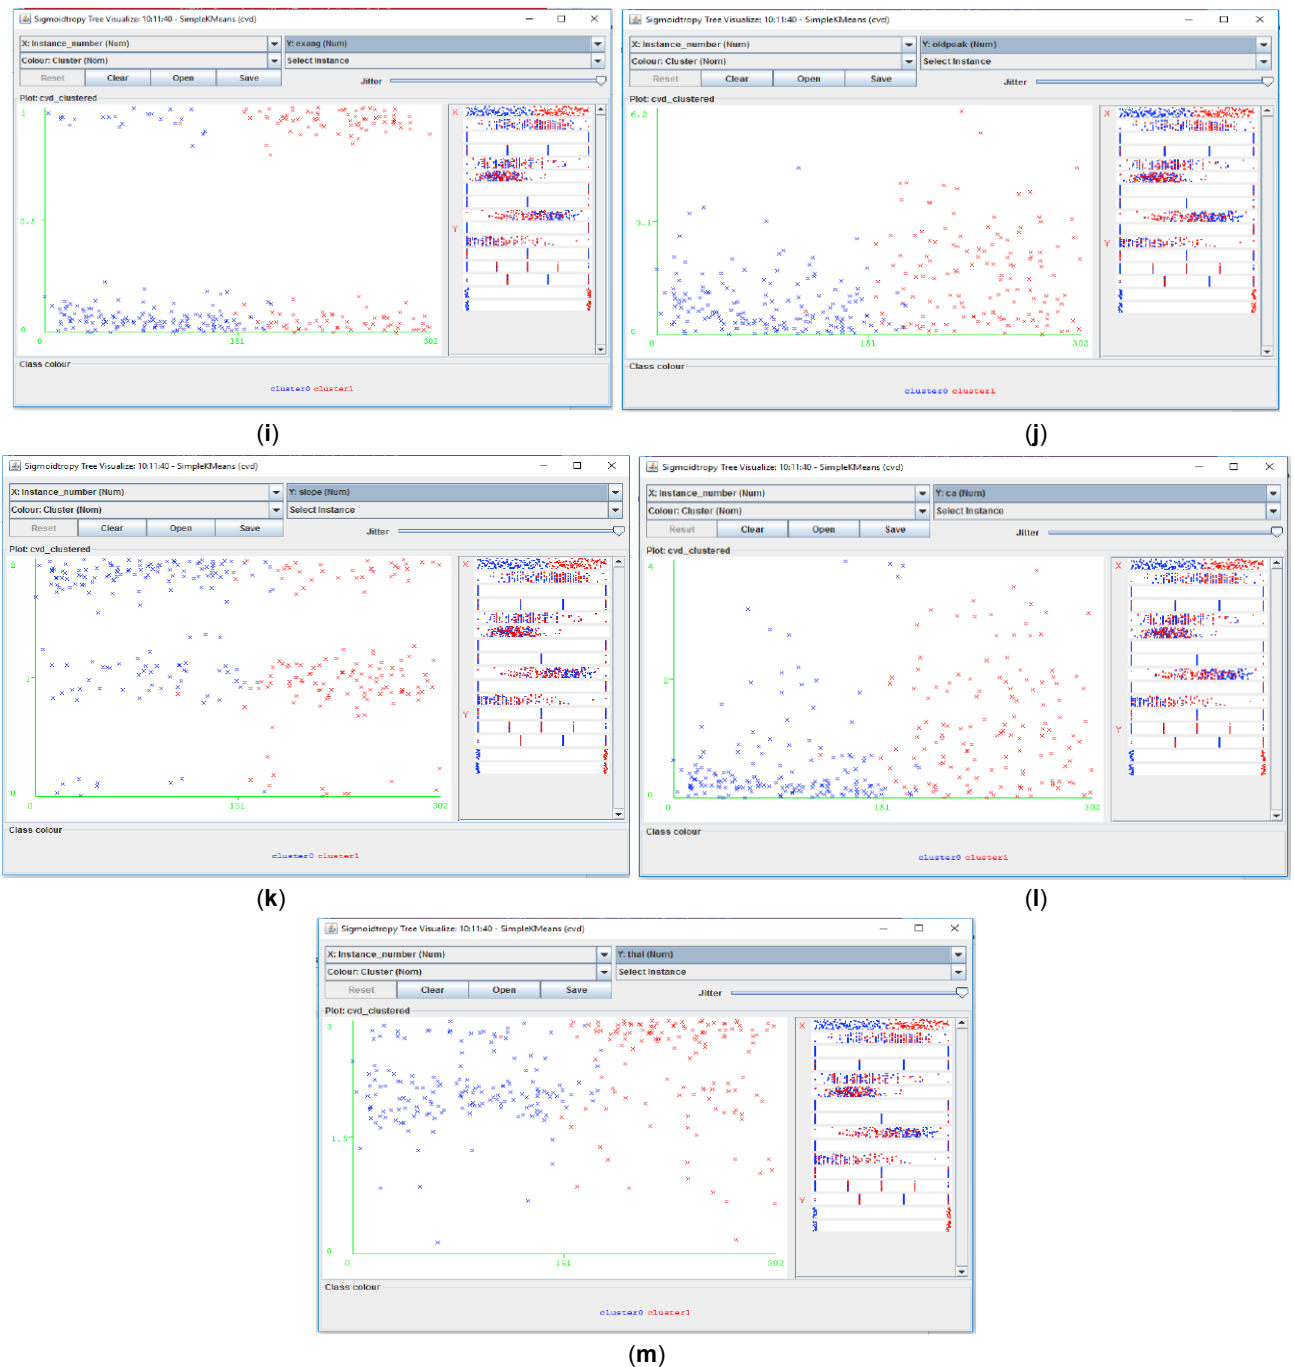 Sigmoidtropy Tree Visualize: 10:11:40 - SimpleKMeans (cvd)
X: Instance_number (Num)
Y: exang (Num)
Colour: Cluster (Nom)
Select Instance
Reset
Clear
Open
Save
Jitter
Plot: cvd_clustered
1
0.5
0
0
151
302
X
Y
Class colour
cluster0 cluster1
(i)
Sigmoidtropy Tree Visualize: 10:11:40 - SimpleKMeans (cvd)
X: Instance_number (Num)
Y: oldpeak (Num)
Colour: Cluster (Nom)
Select Instance
Reset
Clear
Open
Save
Jitter
Plot: cvd_clustered
6.2
3.1
0
0
151
302
X
Y
Class colour
cluster0 cluster1
(j)
Sigmoidtropy Tree Visualize: 10:11:40 - SimpleKMeans (cvd)
X: Instance_number (Num)
Y: slope (Num)
Colour: Cluster (Nom)
Select Instance
Reset
Clear
Open
Save
Jitter
Plot: cvd_clustered
2
1
0
0
151
302
X
Y
Class colour
cluster0 cluster1
(k)
Sigmoidtropy Tree Visualize: 10:11:40 - SimpleKMeans (cvd)
X: Instance_number (Num)
Y: ca (Num)
Colour: Cluster (Nom)
Select Instance
Reset
Clear
Open
Save
Jitter
Plot: cvd_clustered
4
2
0
0
151
302
X
Y
Class colour
cluster0 cluster1
(l)
Sigmoidtropy Tree Visualize: 10:11:40 - SimpleKMeans (cvd)
X: Instance_number (Num)
Y: thal (Num)
Colour: Cluster (Nom)
Select Instance
Reset
Clear
Open
Save
Jitter
Plot: cvd_clustered
3
1.5
0
0
151
302
X
Y
Class colour
cluster0 cluster1
(m)